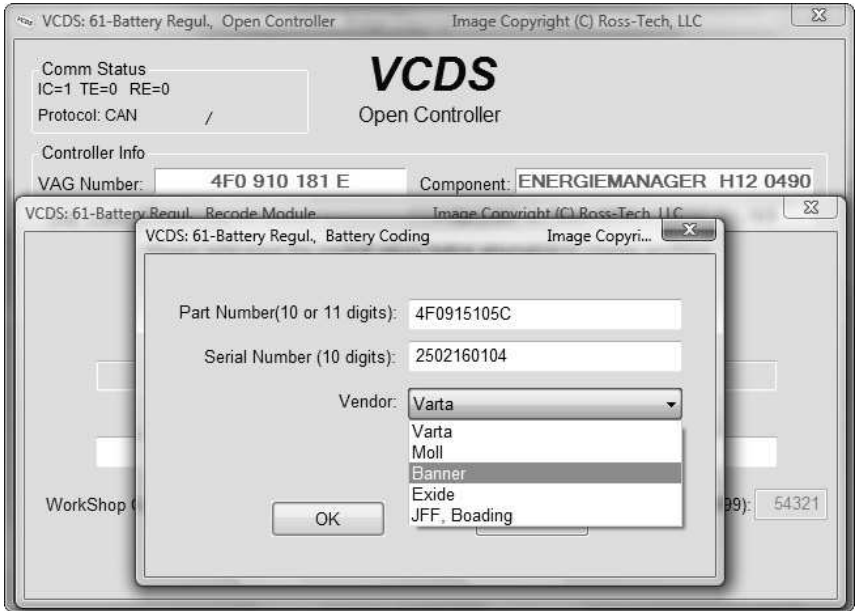 VCDS: 61-Battery Regul., Open Controller Image Copyright (C) Ross-Tech, LLC
Comm Status
IC=1 TE=0 RE=0
Protocol: CAN /
VCDS
Open Controller
Controller Info
VAG Number: 4F0 910 181 E Component: ENERGIEMANAGER H12 0490
VCDS: 61-Battery Regul., Recode Module Image Copyright (C) Ross-Tech, LLC
VCDS: 61-Battery Regul., Battery Coding Image Copyri...
Part Number(10 or 11 digits): 4F0915105C
Serial Number (10 digits): 2502160104
Vendor: Varta
Varta
Moll
Banner
Exide
JFF, Boading
WorkShop 99): 54321
OK